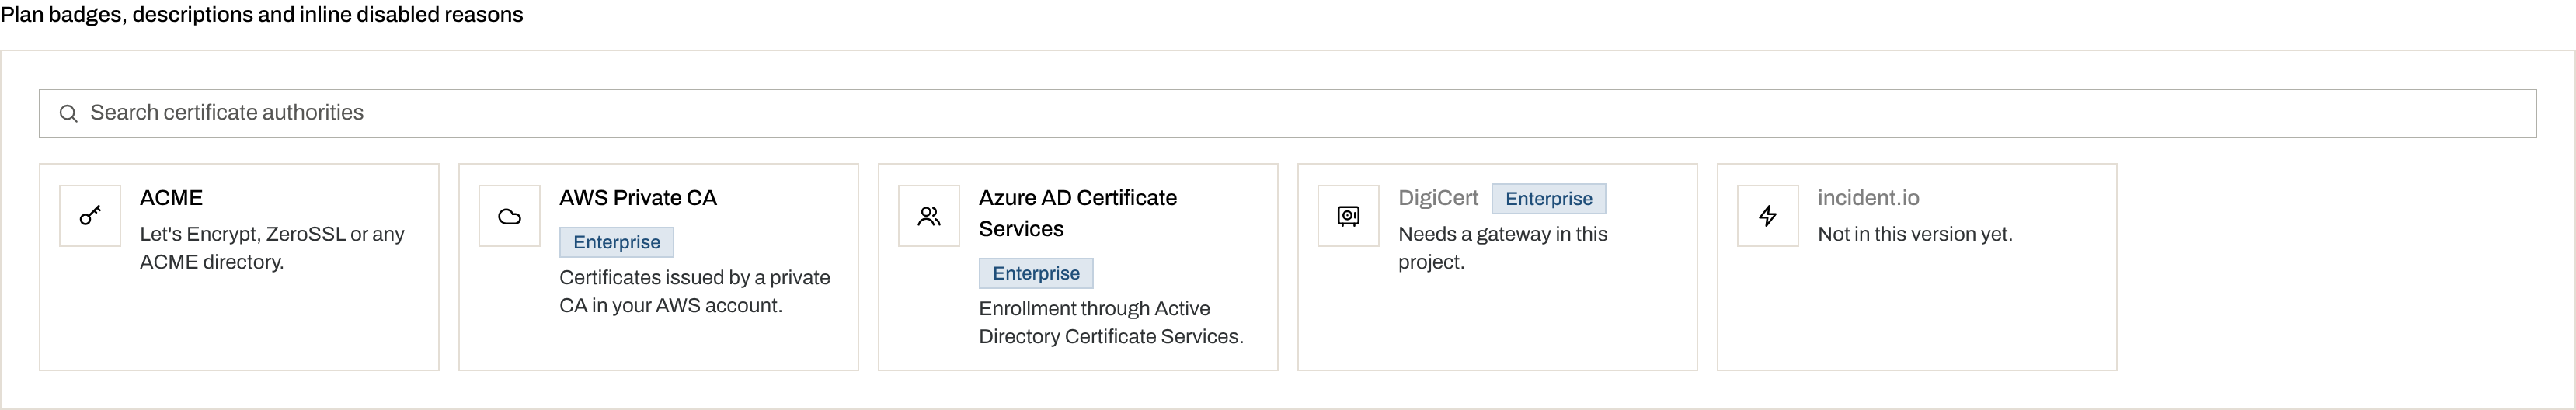 Plan badges, descriptions and inline disabled reasons
Search certificate authorities
ACME
Let's Encrypt, ZeroSSL or any
ACME directory.
AWS Private CA
Enterprise
Certificates issued by a private
CA in your AWS account.
Azure AD Certificate
Services
Enterprise
Enrollment through Active
Directory Certificate Services.
DigiCert Enterprise
Needs a gateway in this
project.
incident.io
Not in this version yet.